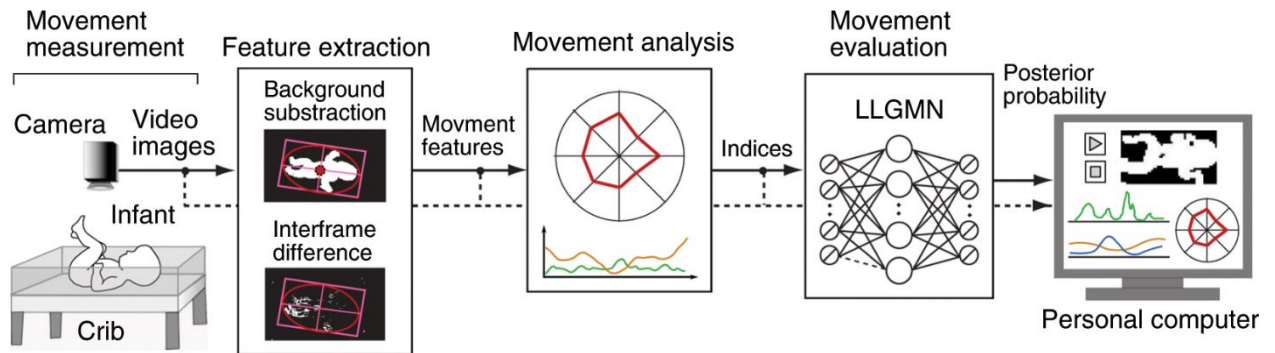 Movement
measurement
Camera
Video
images
Infant
Crib
Feature extraction
Background
substraction
Interframe
difference
Movment
features
Movement analysis
Indices
Movement
evaluation
LLGMN
Posterior
probability
Personal computer